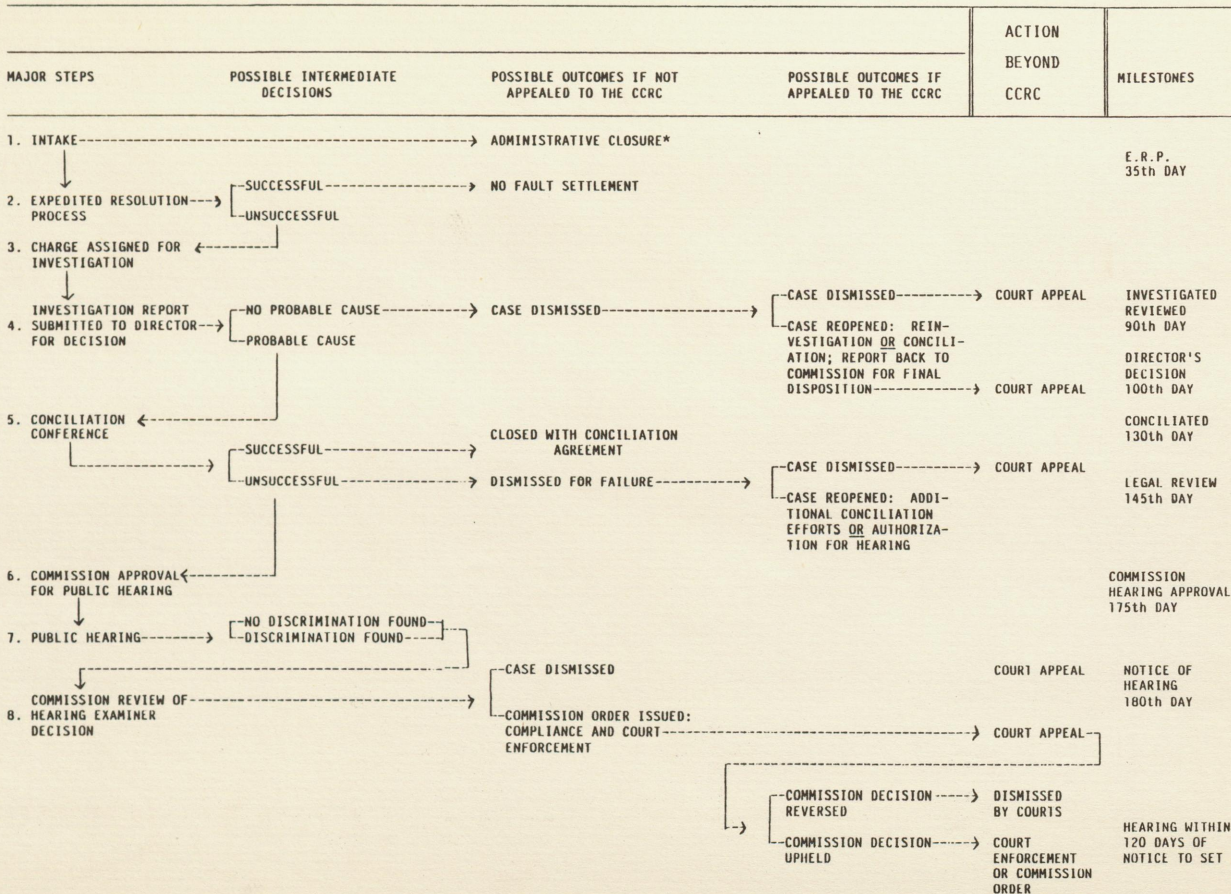 ACTION
BEYOND
CCRC
MAJOR STEPS
POSSIBLE INTERMEDIATE
DECISIONS
POSSIBLE OUTCOMES IF NOT
APPEALED TO THE CCRC
POSSIBLE OUTCOMES IF
APPEALED TO THE CCRC
MILESTONES
1. INTAKE
ADMINISTRATIVE CLOSURE*
E.R.P.
35th DAY
2. EXPEDITED RESOLUTION
PROCESS
SUCCESSFUL
NO FAULT SETTLEMENT
UNSUCCESSFUL
3. CHARGE ASSIGNED FOR
INVESTIGATION
INVESTIGATION REPORT
4. SUBMITTED TO DIRECTOR
FOR DECISION
NO PROBABLE CAUSE
PROBABLE CAUSE
CASE DISMISSED
CASE DISMISSED
COURT APPEAL
CASE REOPENED: REIN-
VESTIGATION OR CONCILI-
ATION; REPORT BACK TO
COMMISSION FOR FINAL
DISPOSITION
COURT APPEAL
INVESTIGATED
REVIEWED
90th DAY
DIRECTOR'S
DECISION
100th DAY
5. CONCILIATION
CONFERENCE
CONCILIATED
130th DAY
SUCCESSFUL
CLOSED WITH CONCILIATION
AGREEMENT
UNSUCCESSFUL
DISMISSED FOR FAILURE
CASE DISMISSED
COURT APPEAL
CASE REOPENED: ADDI-
TIONAL CONCILIATION
EFFORTS OR AUTHORIZA-
TION FOR HEARING
LEGAL REVIEW
145th DAY
6. COMMISSION APPROVAL
FOR PUBLIC HEARING
COMMISSION
HEARING APPROVAL
175th DAY
7. PUBLIC HEARING
NO DISCRIMINATION FOUND
DISCRIMINATION FOUND
COMMISSION REVIEW OF
8. HEARING EXAMINER
DECISION
CASE DISMISSED
COURT APPEAL
NOTICE OF
HEARING
180th DAY
COMMISSION ORDER ISSUED:
COMPLIANCE AND COURT
ENFORCEMENT
COURT APPEAL
COMMISSION DECISION
REVERSED
DISMISSED
BY COURTS
COMMISSION DECISION
UPHELD
COURT
ENFORCEMENT
OR COMMISSION
ORDER
HEARING WITHIN
120 DAYS OF
NOTICE TO SET